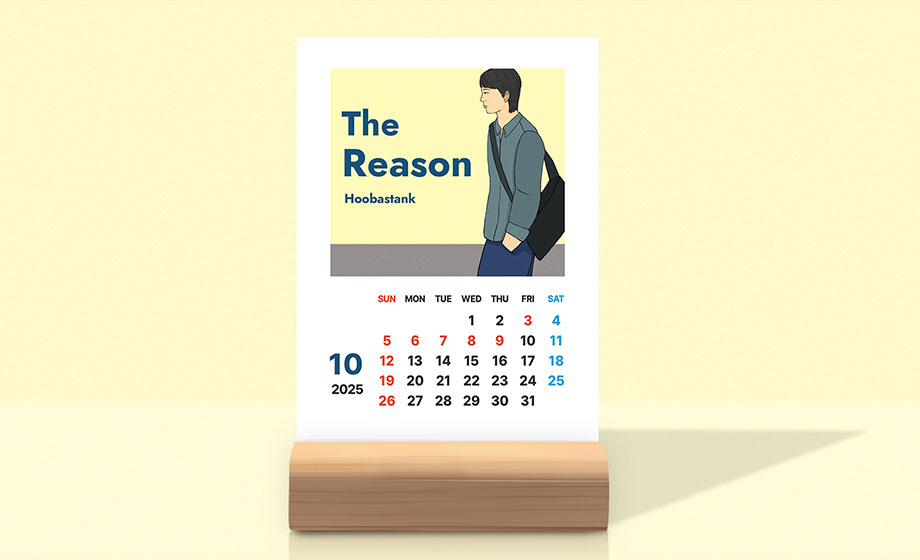 The
Reason
Hoobastank
SUN MON TUE WED THU FRI SAT
1 2 3 4
5 6 7 8 9 10 11
12 13 14 15 16 17 18
19 20 21 22 23 24 25
26 27 28 29 30 31
10
2025